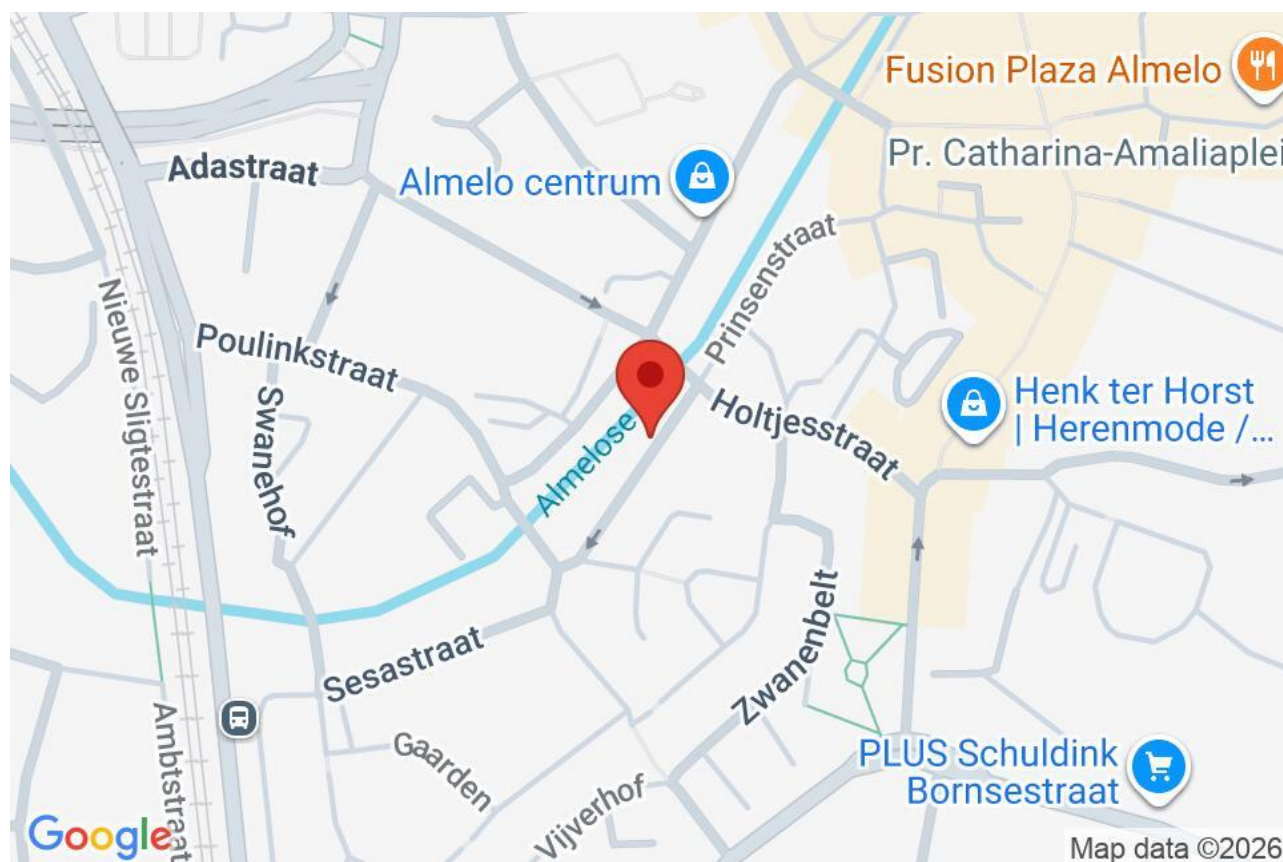 Fusion Plaza Almelo
Pr. Catharina-Amaliaplei
Adastraat
Almelo centrum
Prinsenstraat
Nieuwe Sligtestraat
Poulinkstraat
Swanehof
Almelose
Holtjesstraat
Henk ter Horst
| Herenmode /...
Zwanenbelt
Sesastraat
Gaarden
Ambtstraat
Vijverhof
PLUS Schuldink
Bornsestraat
Google
Map data ©2026